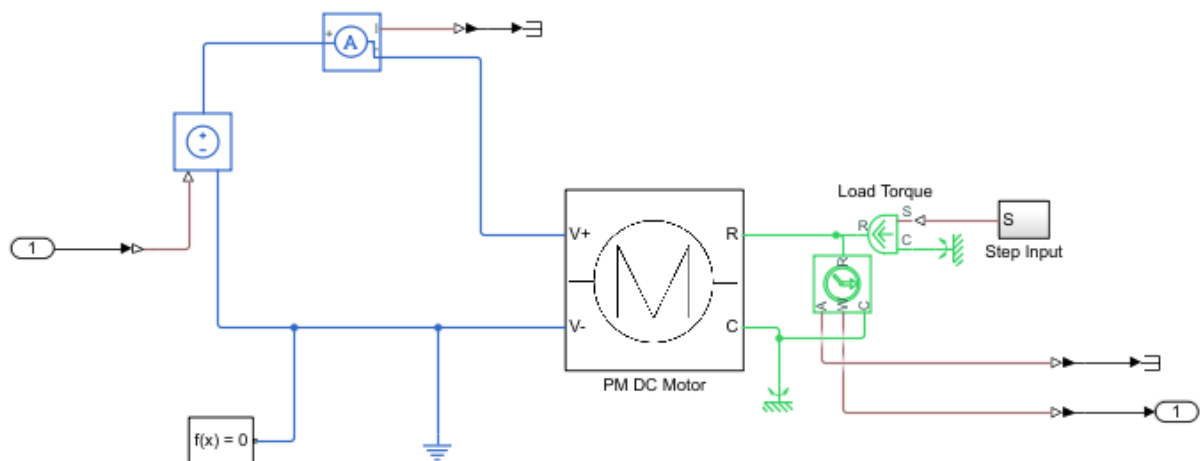 +
I
A
-
+
-
Load Torque
S
R
C
S
Step Input
1
V+
R
R
A
W
C
V-
C
PM DC Motor
1
f(x) = 0